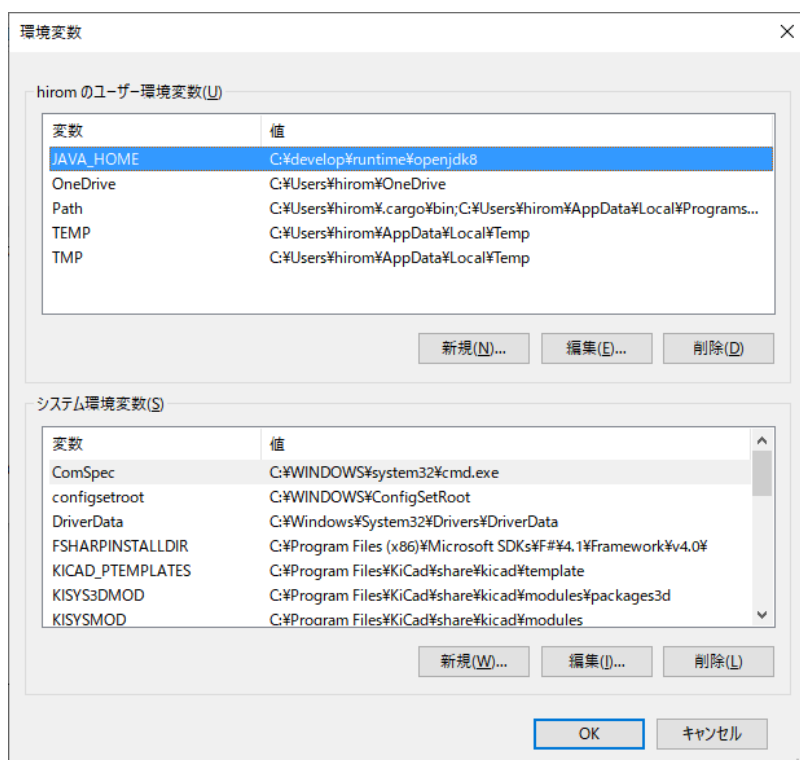 環境変数
hirom のユーザー環境変数(U)
変数 値
JAVA_HOME C:¥develop¥runtime¥openjdk8
OneDrive C:¥Users¥hirom¥OneDrive
Path C:¥Users¥hirom¥.cargo¥bin;C:¥Users¥hirom¥AppData¥Local¥Programs...
TEMP C:¥Users¥hirom¥AppData¥Local¥Temp
TMP C:¥Users¥hirom¥AppData¥Local¥Temp
新規(N)... 編集(E)... 削除(D)
システム環境変数(S)
変数 値
ComSpec C:¥WINDOWS¥system32¥cmd.exe
configsetroot C:¥WINDOWS¥ConfigSetRoot
DriverData C:¥Windows¥System32¥Drivers¥DriverData
FSHARPINSTALLDIR C:¥Program Files (x86)¥Microsoft SDKs¥F#¥4.1¥Framework¥v4.0¥
KICAD_PTEMPLATES C:¥Program Files¥KiCad¥share¥kicad¥template
KISYS3DMOD C:¥Program Files¥KiCad¥share¥kicad¥modules¥packages3d
KISYSMOD C:¥Program Files¥KiCad¥share¥kicad¥modules
新規(W)... 編集(I)... 削除(L)
OK キャンセル